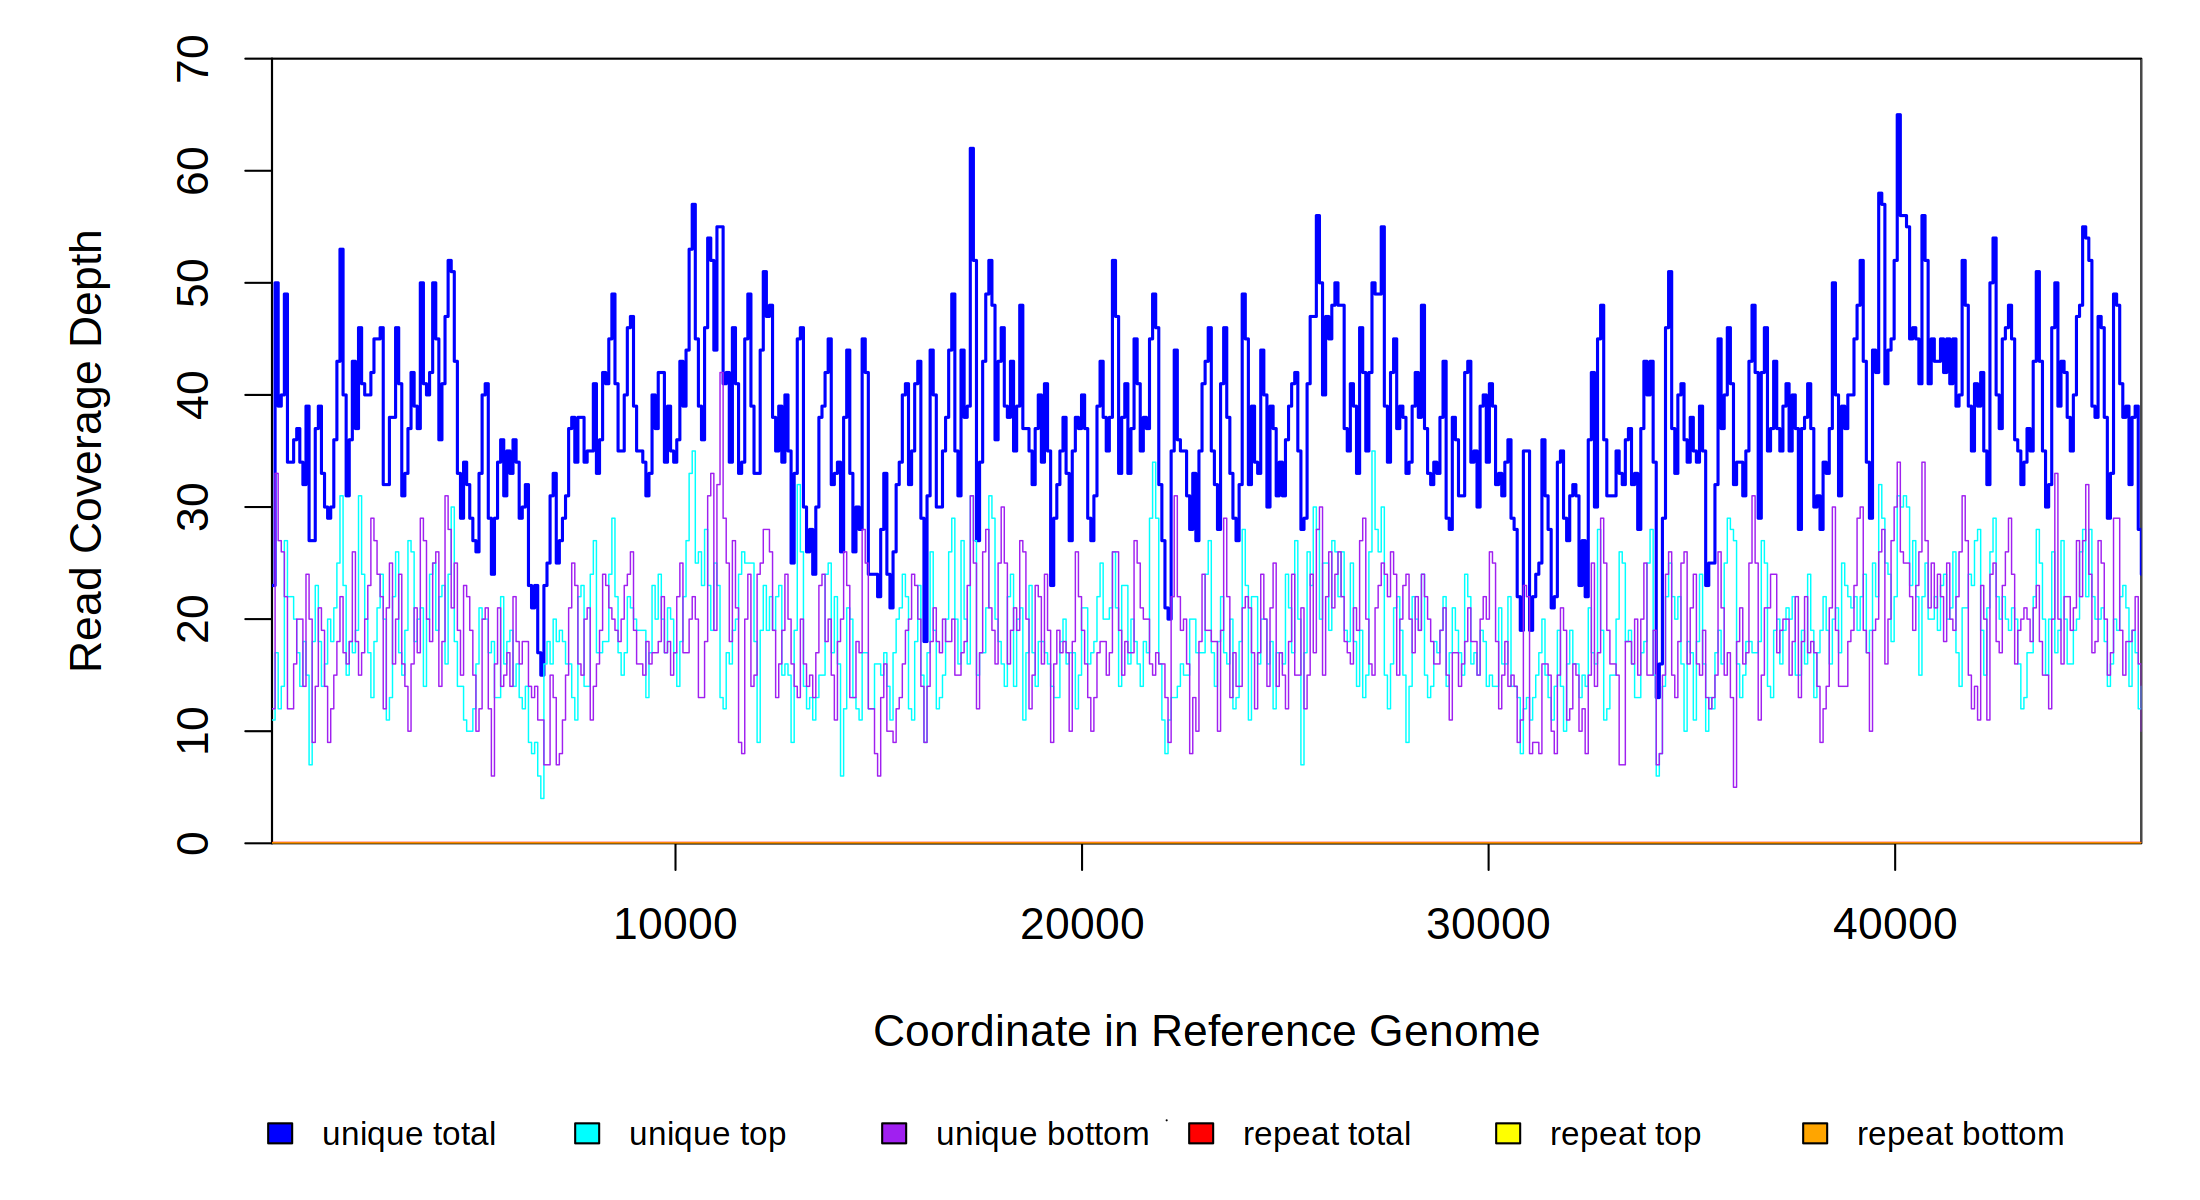 70
60
50
40
30
20
10
0
Read Coverage Depth
10000 20000 30000 40000
Coordinate in Reference Genome
unique total unique top unique bottom repeat total repeat top repeat bottom